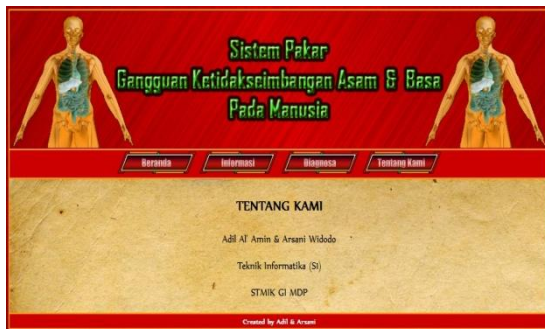 Sistem Pakar
Gangguan Ketidakseimbangan Asam & Basa
Pada Manusia
Beranda
Informasi
Diagnosa
Tentang Kami
TENTANG KAMI
Adil Al' Amin & Arsani Widodo
Teknik Informatika (SI)
STMIK GI MDP
Created by Adil & Arsani